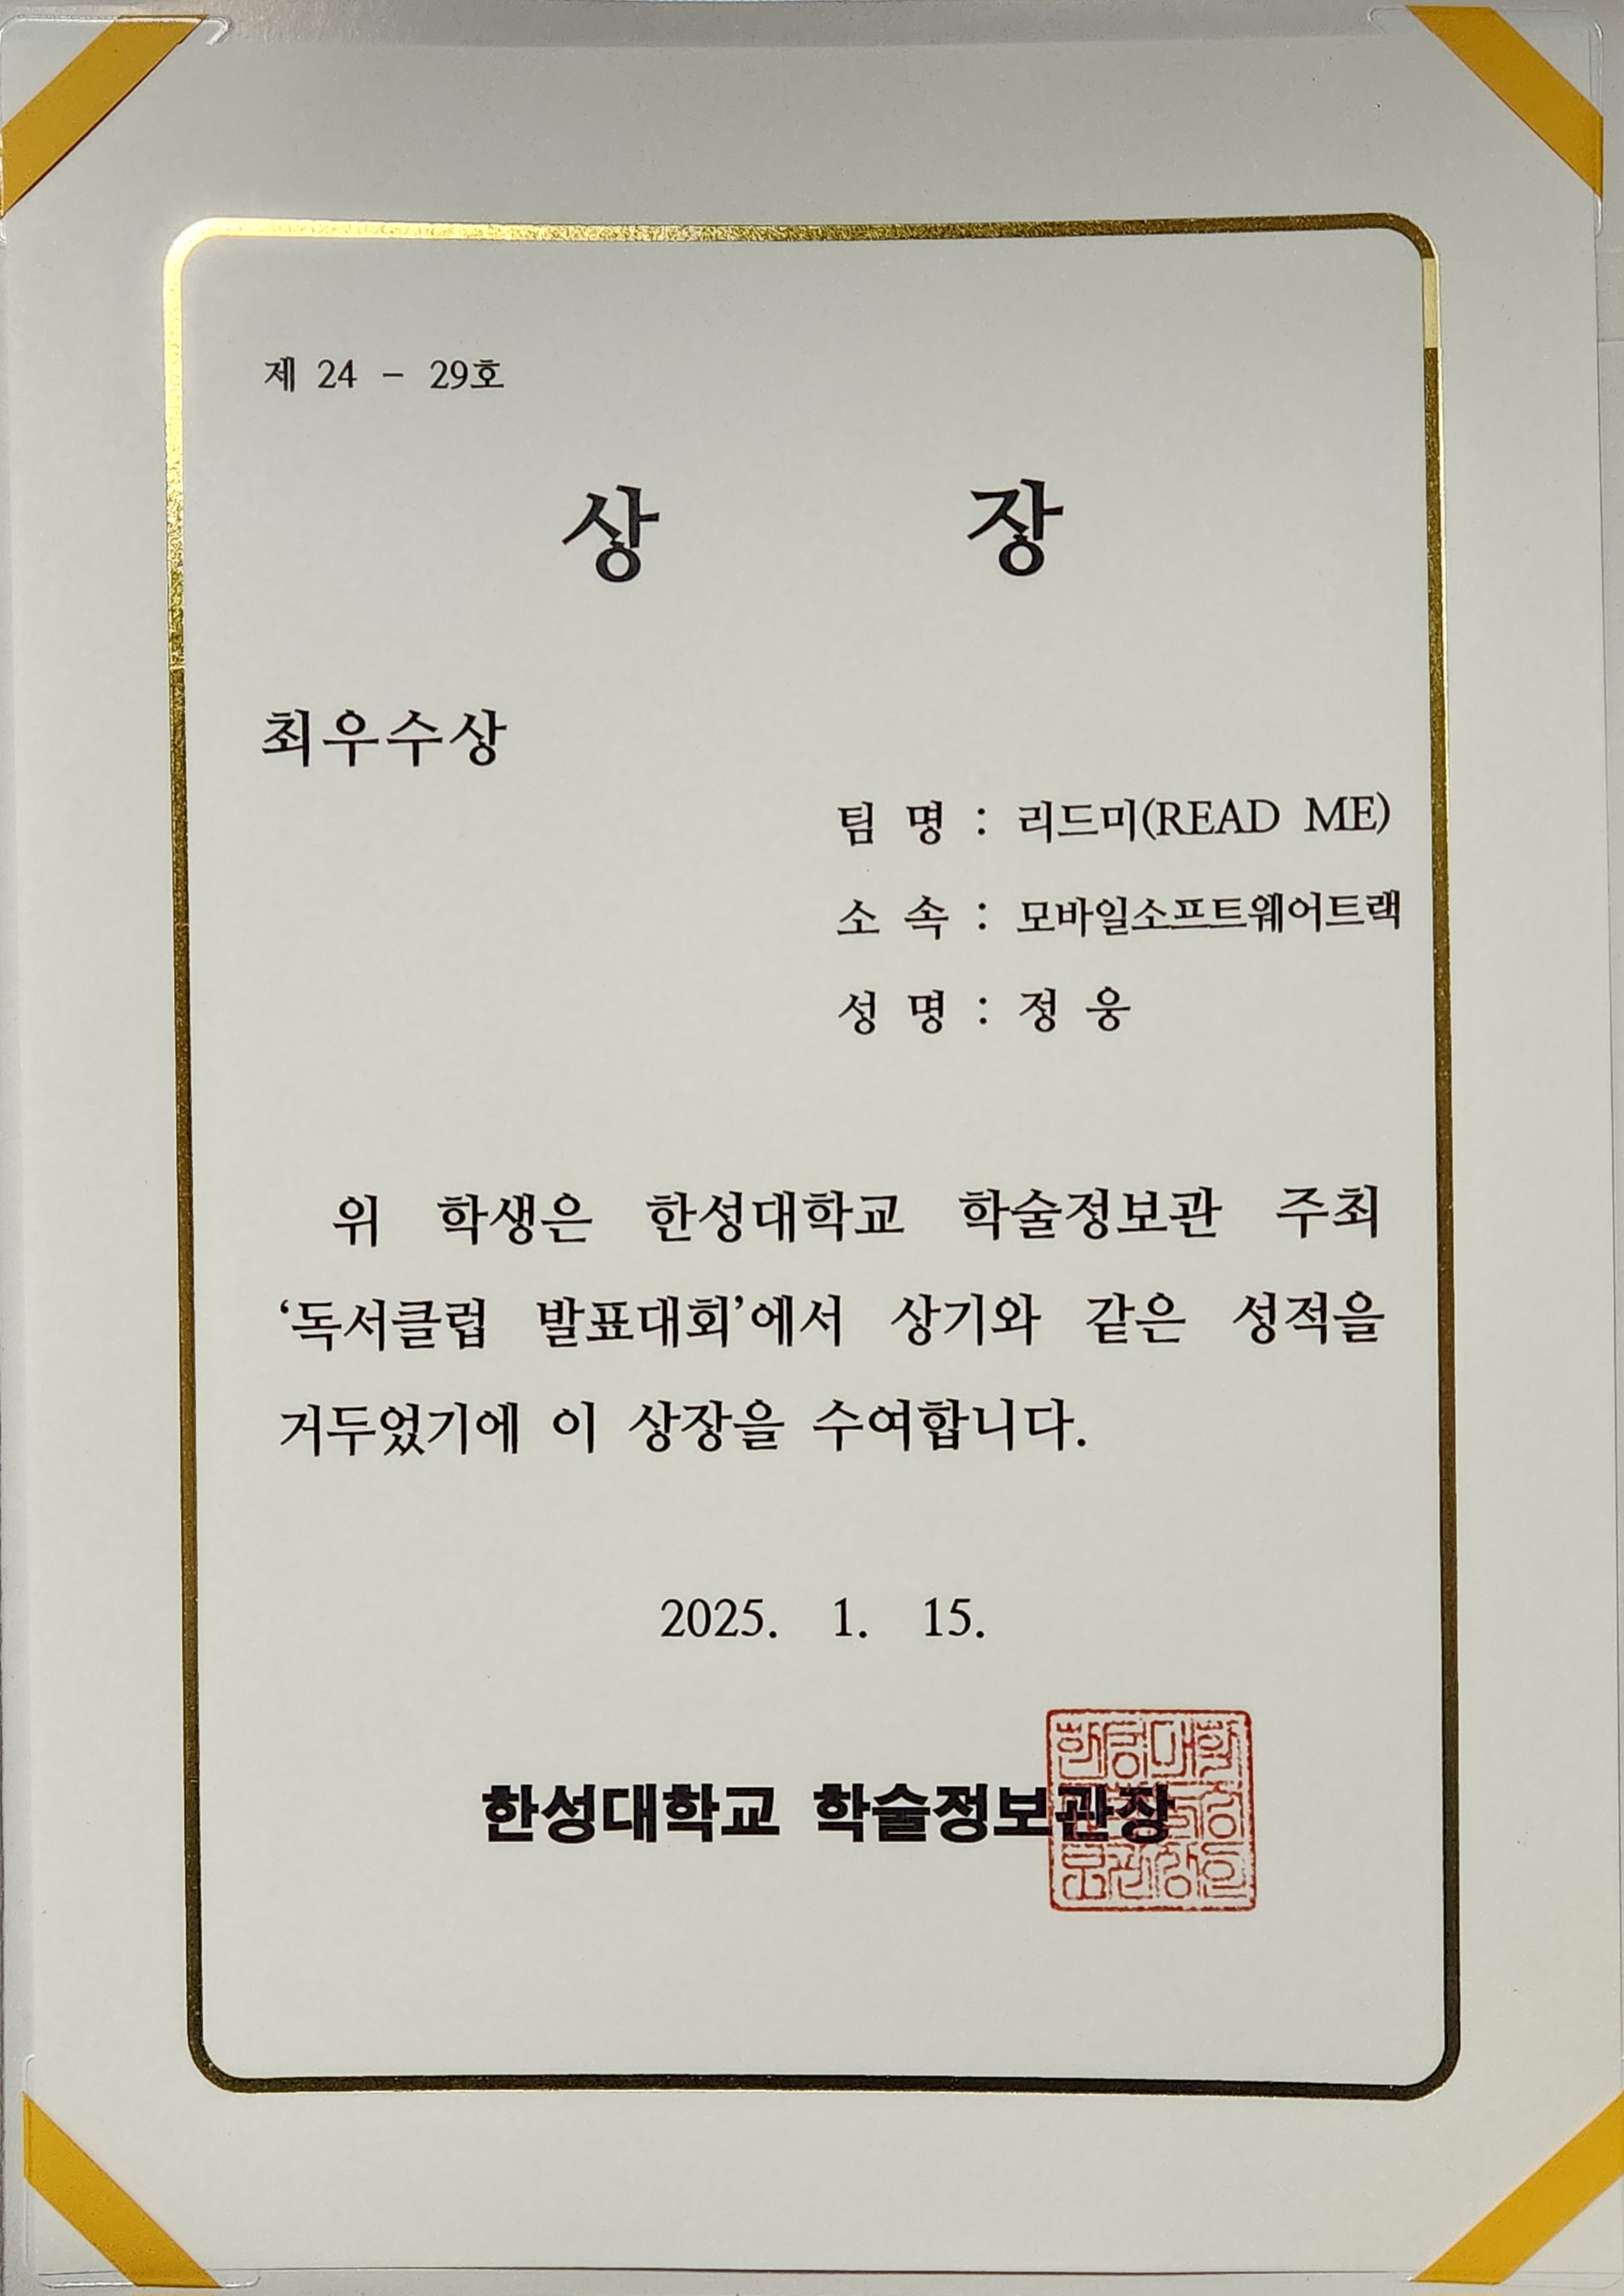 제 24 - 29호
상 장
최우수상
팀 명 : 리드미(READ ME)
소 속 : 모바일소프트웨어트랙
성 명 : 정 웅
위 학생은 한성대학교 학술정보관 주최
‘독서클럽 발표대회’에서 상기와 같은 성적을
거두었기에 이 상장을 수여합니다.
2025. 1. 15.
한성대학교 학술정보관장